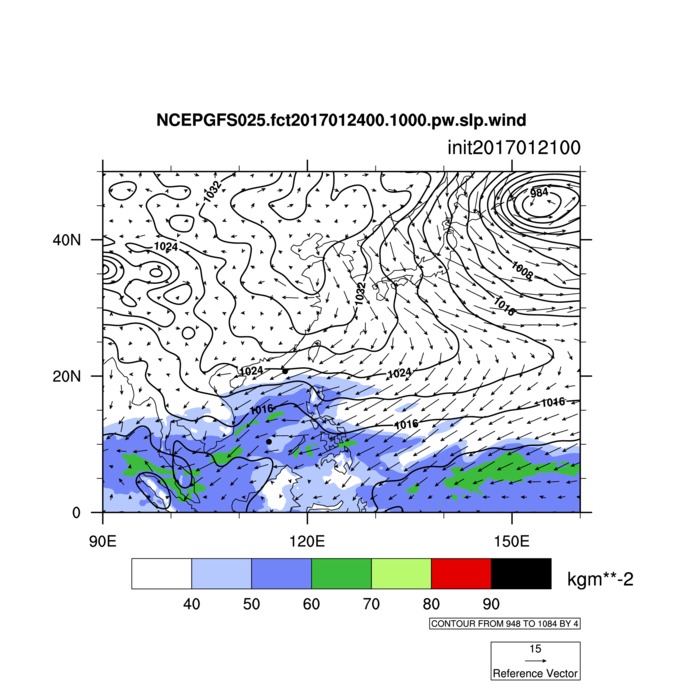 NCEPGFS025.fct2017012400.1000.pw.slp.wind
init2017012100
1032
984
40N
1024
1008
1032
1016
20N
1024
1024
1016
1016
1016
0
90E 120E 150E
40 50 60 70 80 90
kgm**-2
CONTOUR FROM 948 TO 1084 BY 4
15
Reference Vector